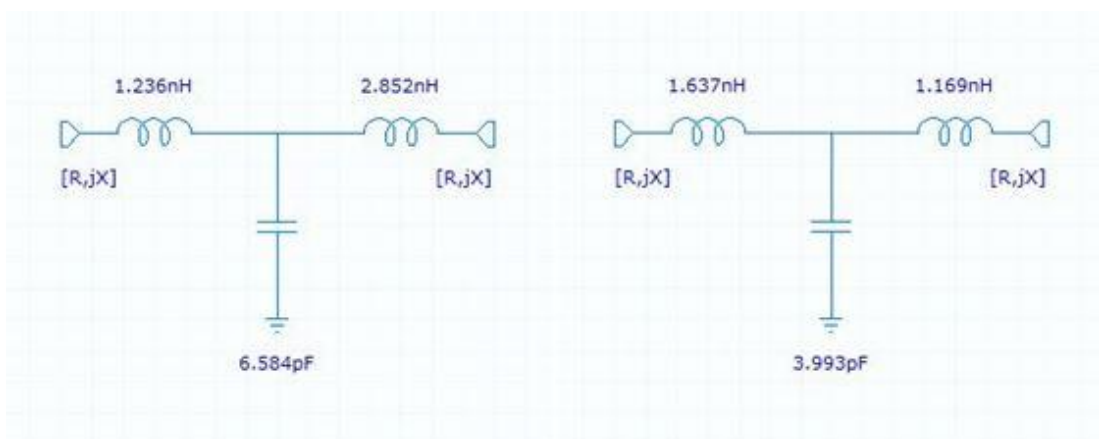 1.236nH 2.852nH 1.637nH 1.169nH
[R,jX] [R,jX] [R,jX] [R,jX]
6.584pF 3.993pF